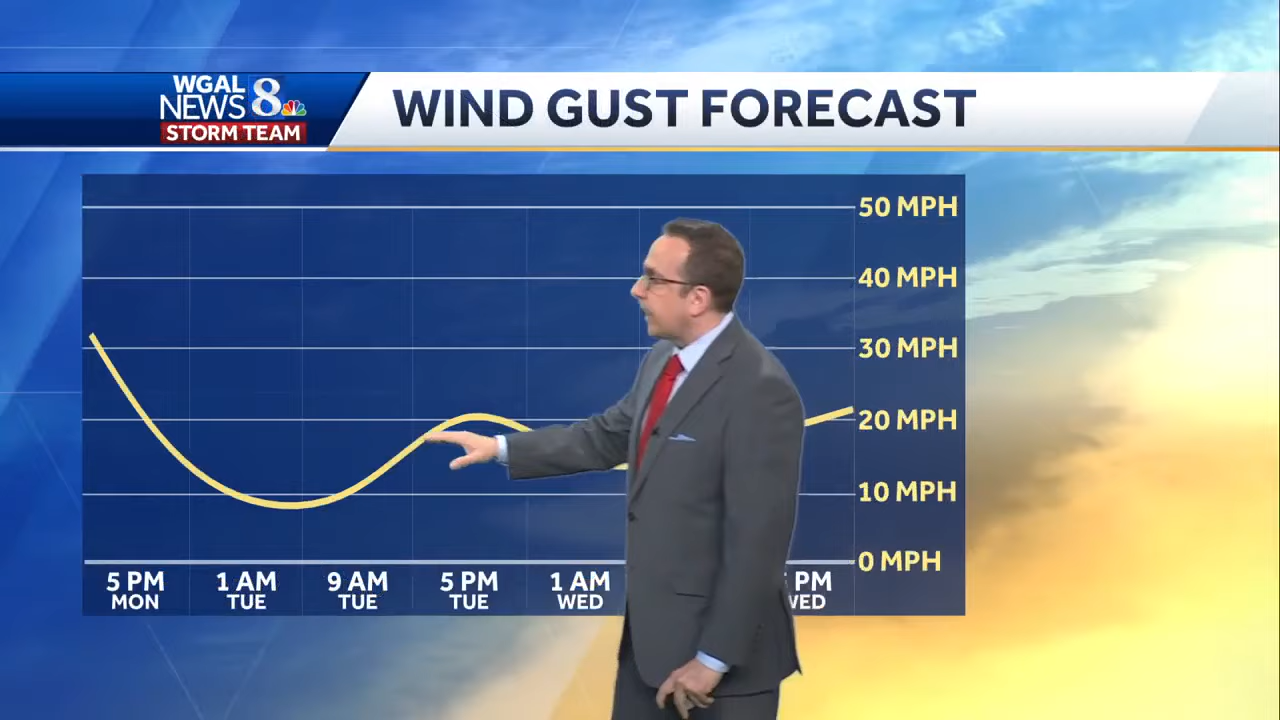 WGAL
NEWS 8
STORM TEAM
WIND GUST FORECAST
50 MPH
40 MPH
30 MPH
20 MPH
10 MPH
0 MPH
5 PM 1 AM 9 AM 5 PM 1 AM PM
MON TUE TUE TUE WED WED